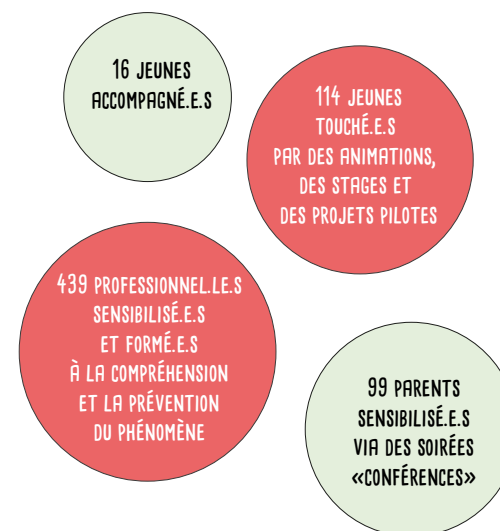 16 JEUNES
ACCOMPAGNÉ.E.S
114 JEUNES
TOUCHÉ.E.S
PAR DES ANIMATIONS,
DES STAGES ET
DES PROJETS PILOTES
439 PROFESSIONNEL.LE.S
SENSIBILISÉ.E.S
ET FORMÉ.E.S
À LA COMPRÉHENSION
ET LA PRÉVENTION
DU PHÉNOMÈNE
99 PARENTS
SENSIBILISÉ.E.S
VIA DES SOIRÉES
«CONFÉRENCES»